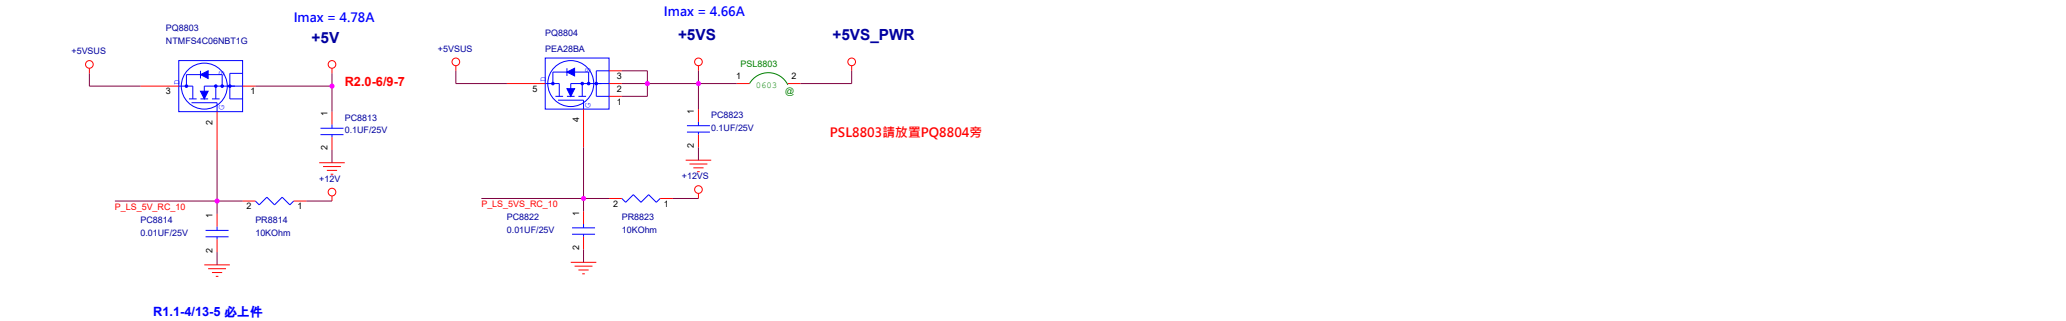 Imax = 4.78A
PQ8803
NTMFS4C06NBT1G
+5V
+5VSUS
R2.0-6/9-7
D
S
3
1
G
2
1
PC8813
0.1UF/25V
2
+12V
P_LS_5V_RC_10
2
1
PC8814
0.01UF/25V
1
2
PR8814
10KOhm
R1.1-4/13-5 必上件
Imax = 4.66A
PQ8804
PEA28BA
+5VS
+5VS_PWR
+5VSUS
PSL8803
1
2
0603
@
D
S
5
3
2
1
G
4
1
PC8823
0.1UF/25V
2
PSL8803請放置PQ8804旁
+12VS
P_LS_5VS_RC_10
2
1
PC8822
0.01UF/25V
1
2
PR8823
10KOhm